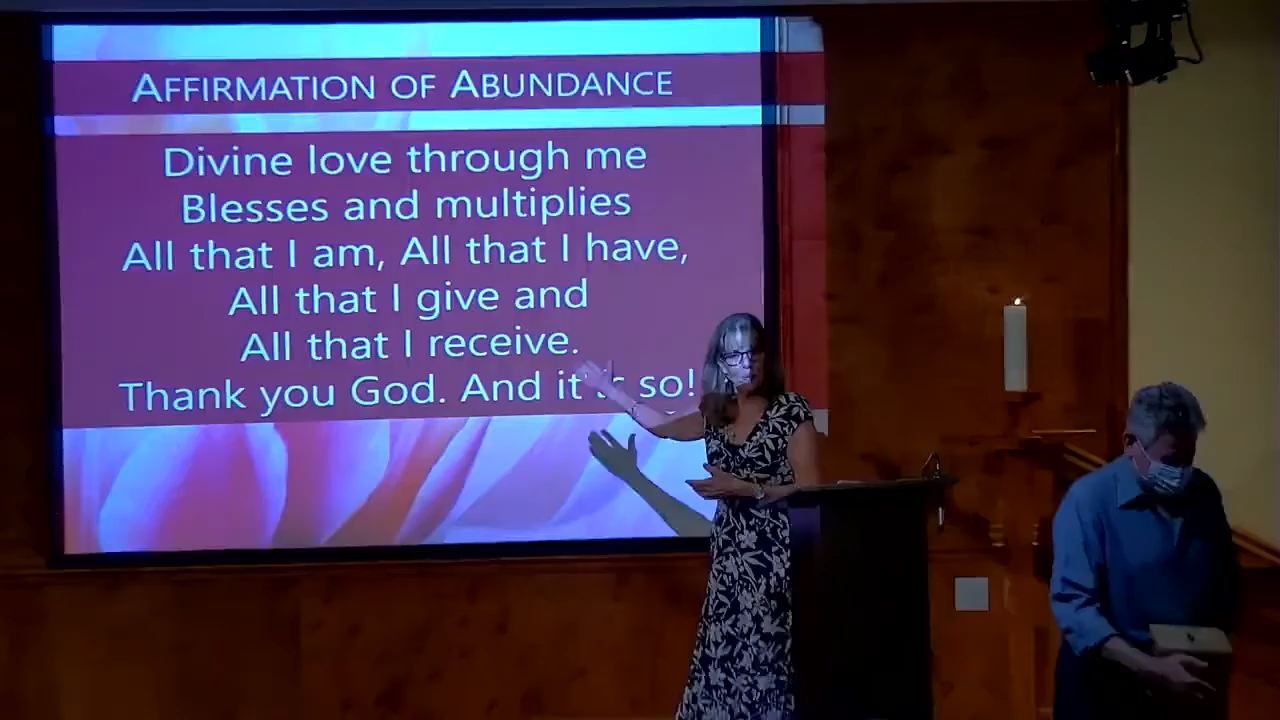 AFFIRMATION OF ABUNDANCE
Divine love through me
Blesses and multiplies
All that I am, All that I have,
All that I give and
All that I receive.
Thank you God. And it is so!